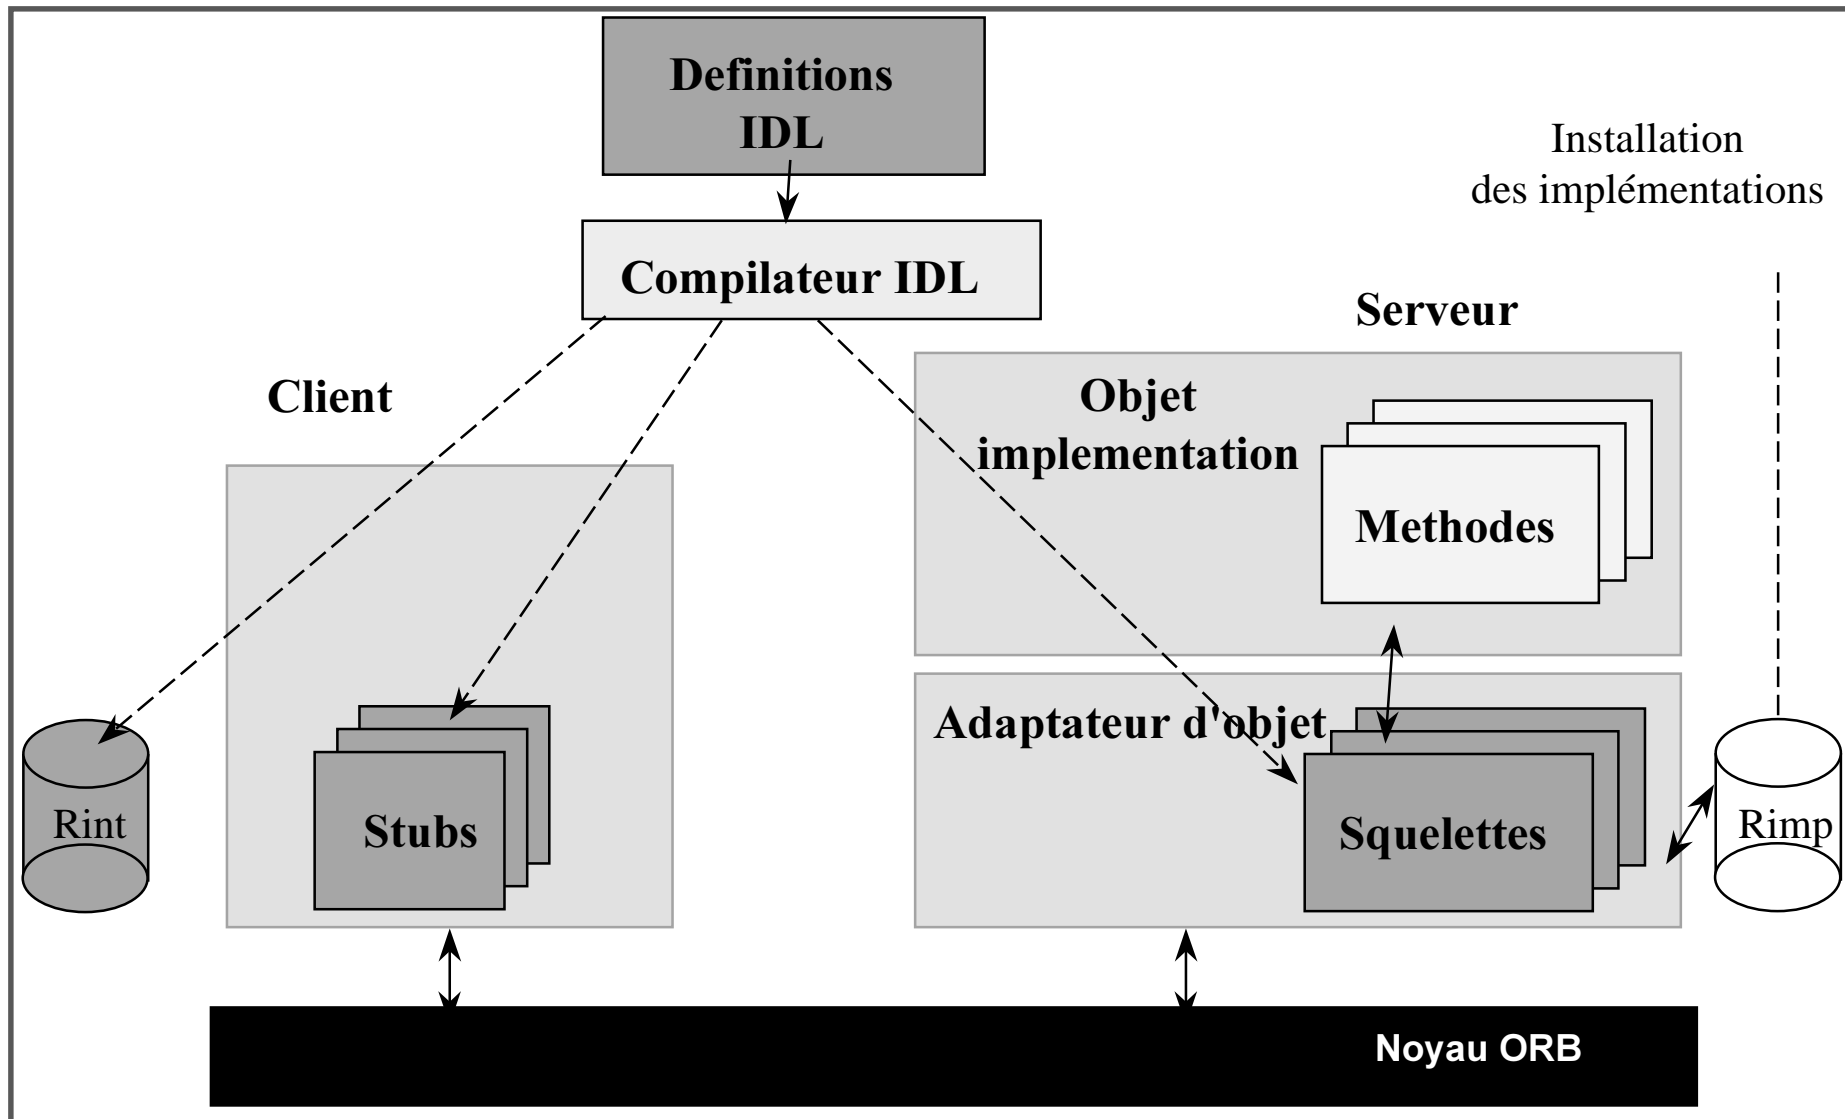 Definitions
IDL
Installation
des implémentations
Compilateur IDL
Serveur
Client
Objet
implementation
Methodes
Adaptateur d'objet
Rint
Stubs
Squelettes
Rimp
Noyau ORB